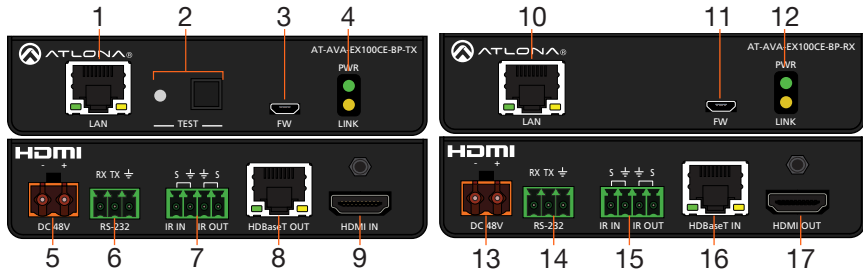 1 2 3 4
ATLONA® AT-AVA-EX100CE-BP-TX
PWR
LAN TEST FW LINK
HDMI
- +
RX TX S S
DC 48V RS-232 IR IN IR OUT HDBaseT OUT HDMI IN
5 6 7 8 9
10 11 12
ATLONA® AT-AVA-EX100CE-BP-RX
PWR
LAN FW LINK
HDMI
- +
RX TX S S
DC 48V RS-232 IR IN IR OUT HDBaseT IN HDMI OUT
13 14 15 16 17